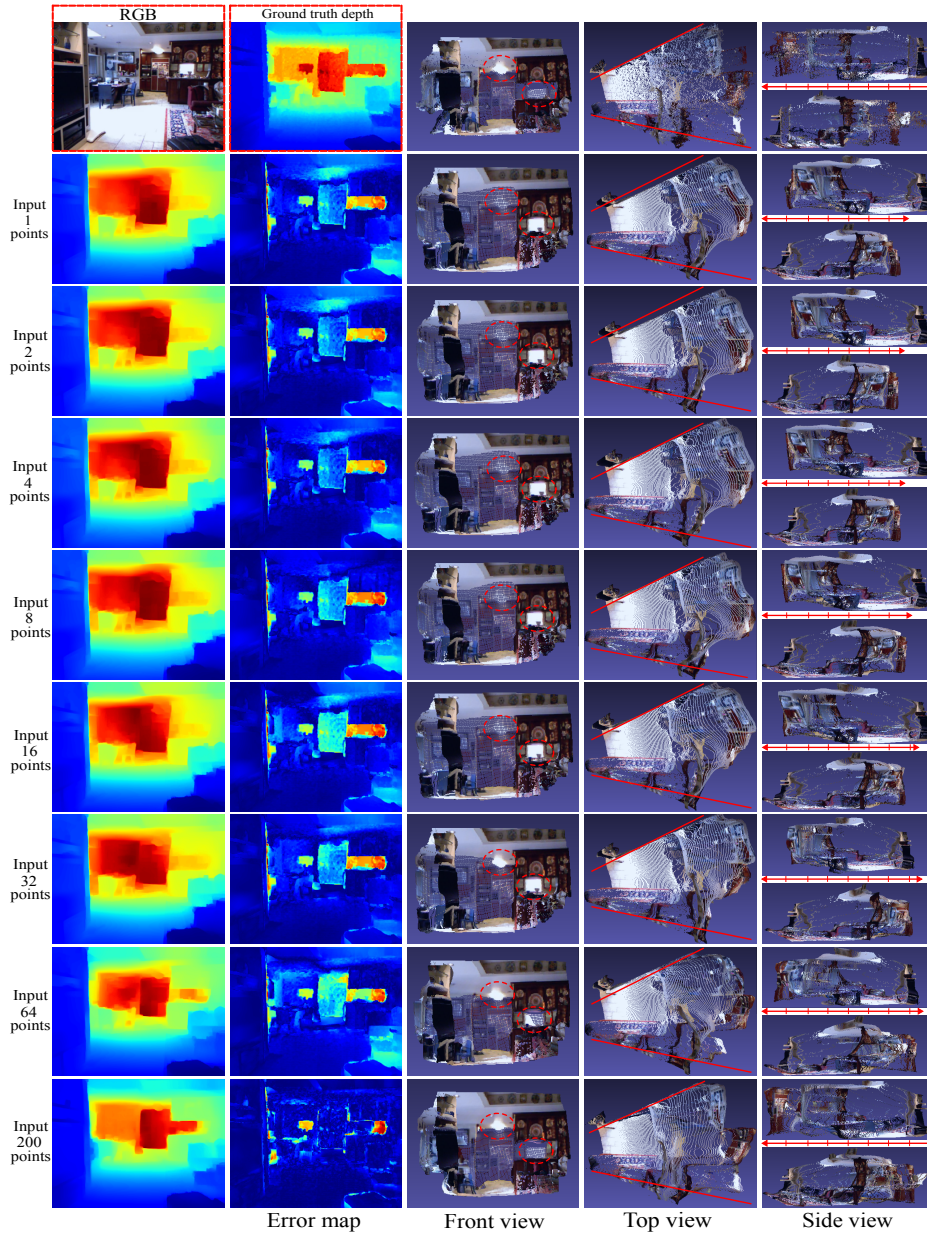 RGB
Ground truth depth
Input
1
points
Input
2
points
Input
4
points
Input
8
points
Input
16
points
Input
32
points
Input
64
points
Input
200
points
Error map
Front view
Top view
Side view